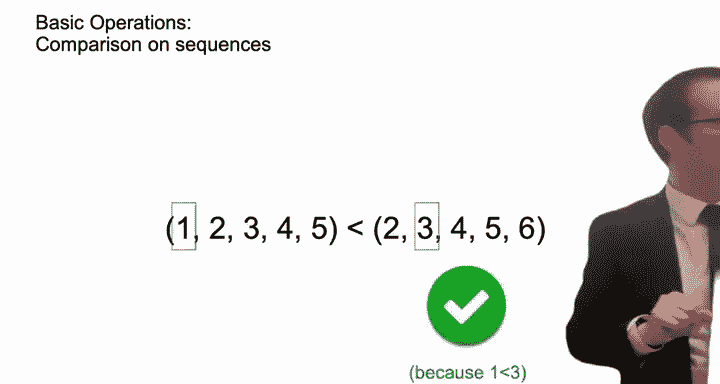 Basic Operations:
Comparison on sequences
(1, 2, 3, 4, 5) < (2, 3, 4, 5, 6)
(because 1<3)